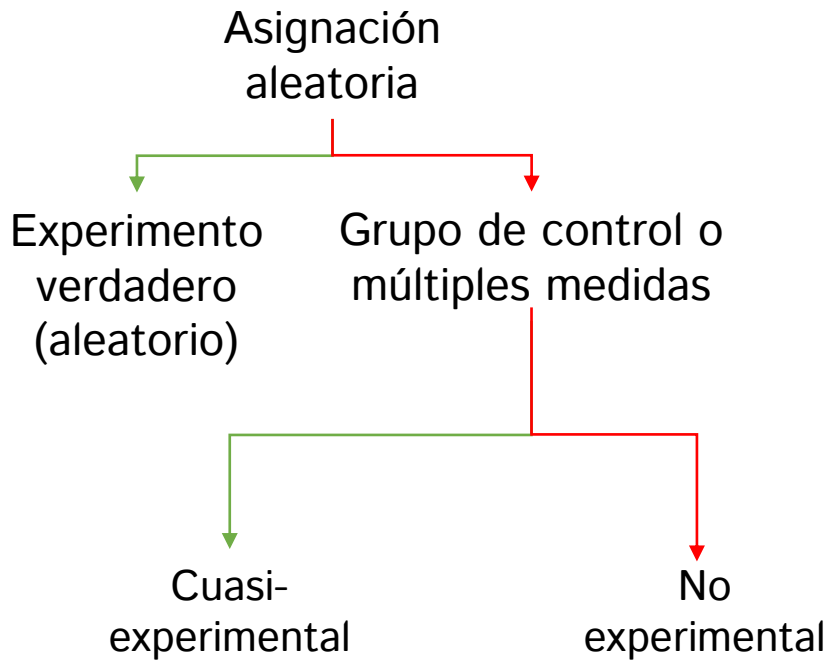 Asignación
aleatoria
Experimento
verdadero
(aleatorio)
Grupo de control o
múltiples medidas
Cuasi-
experimental
No
experimental